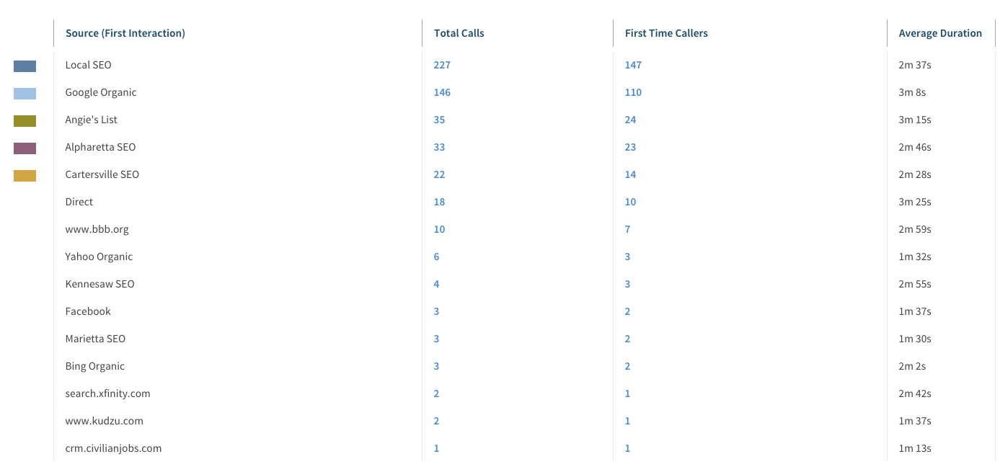 Source (First Interaction) Total Calls First Time Callers Average Duration
Local SEO 227 147 2m 37s
Google Organic 146 110 3m 8s
Angie's List 35 24 3m 15s
Alpharetta SEO 33 23 2m 46s
Cartersville SEO 22 14 2m 28s
Direct 18 10 3m 25s
www.bbb.org 10 7 2m 59s
Yahoo Organic 6 3 1m 32s
Kennesaw SEO 4 3 2m 55s
Facebook 3 2 1m 37s
Marietta SEO 3 2 1m 30s
Bing Organic 3 2 2m 2s
search.xfinity.com 2 1 2m 42s
www.kudzu.com 2 1 1m 37s
crm.civilianjobs.com 1 1 1m 13s